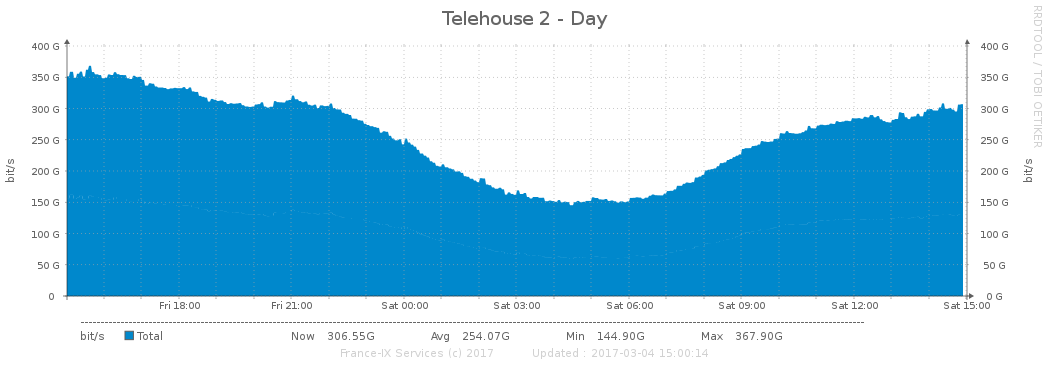 Telehouse 2 - Day
RRDTOOL / TOBI OETIKER
bit/s
400 G 400 G
350 G 350 G
300 G 300 G
250 G 250 G
200 G 200 G
150 G 150 G
100 G 100 G
50 G 50 G
0 0 G
bit/s
Fri 18:00 Fri 21:00 Sat 00:00 Sat 03:00 Sat 06:00 Sat 09:00 Sat 12:00 Sat 15:00
bit/s Total Now 306.55G Avg 254.07G Min 144.90G Max 367.90G
France-IX Services (c) 2017 Updated : 2017-03-04 15:00:14